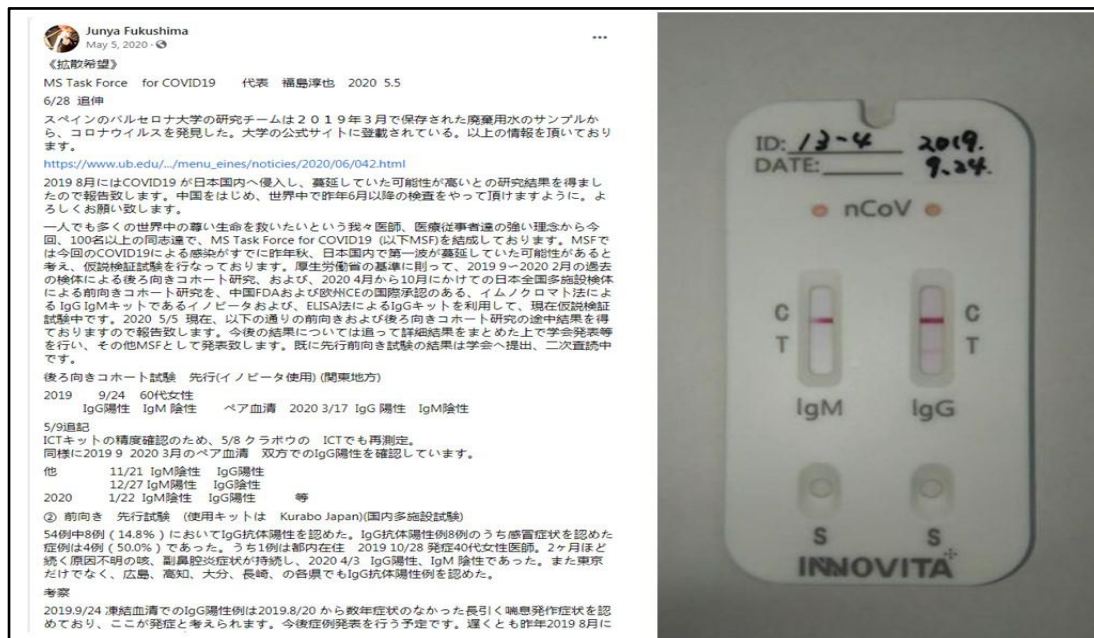 Junya Fukushima
May 5, 2020
《拡散希望》
MS Task Force for COVID19 代表 福島淳也 2020 5.5
6/28 追伸
スペインのバルセロナ大学の研究チームは2019年3月で保存された廃棄用水のサンプルか
ら、コロナウイルスを発見した。大学の公式サイトに登載されている。以上の情報を頂いており
ます。
https://www.ub.edu/.../menu_eines/noticies/2020/06/042.html
2019 8月にはCOVID19 が日本国内へ侵入し、蔓延していた可能性が高いとの研究結果を得まし
たので報告致します。中国をはじめ、世界中で昨年6月以降の検査をやって頂けますように。よ
ろしくお願い致します。
一人でも多くの世界中の尊い生命を救いたいという我々医師、医療従事者達の強い理念から今
回、100名以上の同志達で、MS Task Force for COVID19 (以下MSF)を結成しております。MSFで
は今回のCOVID19による感染がすでに昨年秋、日本国内で第一波が蔓延していた可能性があると
考え、仮説検証試験を行なっております。厚生労働省の基準に則って、2019 9〜2020 2月の過去
の検体による後ろ向きコホート研究、および、2020 4月から10月にかけての日本全国多施設検体
による前向きコホート研究を、中国FDAおよび欧州CEの国際承認のある、イムノクロマト法によ
る IgG IgMキットであるイノビータおよび、ELISA法によるIgGキットを利用して、現在仮説検証
試験中です。2020 5/5 現在、以下の通りの前向きおよび後ろ向きコホート研究の途中結果を得
ておりますので報告致します。今後の結果については追って詳細結果をまとめた上で学会発表等
を行い、その他MSFとして発表致します。既に先行前向き試験の結果は学会へ提出、二次査読中
です。
後ろ向きコホート試験 先行(イノビータ使用) (関東地方)
2019 9/24 60代女性
IgG陽性 IgM 陰性 ペア血清 2020 3/17 IgG 陽性 IgM陰性
5/9追記
ICTキットの精度確認のため、5/8 クラボウの ICTでも再測定。
同様に2019 9 2020 3月のペア血清 双方でのIgG陽性を確認しています。
他 11/21 IgM陰性 IgG陽性
12/27 IgM陽性 IgG陰性
2020 1/22 IgM陰性 IgG陽性 等
② 前向き 先行試験 (使用キットは Kurabo Japan)(国内多施設試験)
54例中8例 (14.8%) においてIgG抗体陽性を認めた。IgG抗体陽性例8例のうち感冒症状を認めた
症例は4例 (50.0%) であった。うち1例は都内在住 2019 10/28 発症40代女性医師。2ヶ月ほど
続く原因不明の咳、副鼻腔炎症状が持続し、2020 4/3 IgG陽性、IgM 陰性であった。また東京
だけでなく、広島、高知、大分、長崎、の各県でもIgG抗体陽性例を認めた。
考察
2019.9/24 凍結血清でのIgG陽性例は2019.8/20 から数年症状のなかった長引く喘息発作症状を認
めており、ここが発症と考えられます。今後症例発表を行う予定です。遅くとも昨年2019 8月に
ID: 13-4 2019.
DATE: 9.24.
nCoV
C C
T T
IgM IgG
S S
INNOVITA